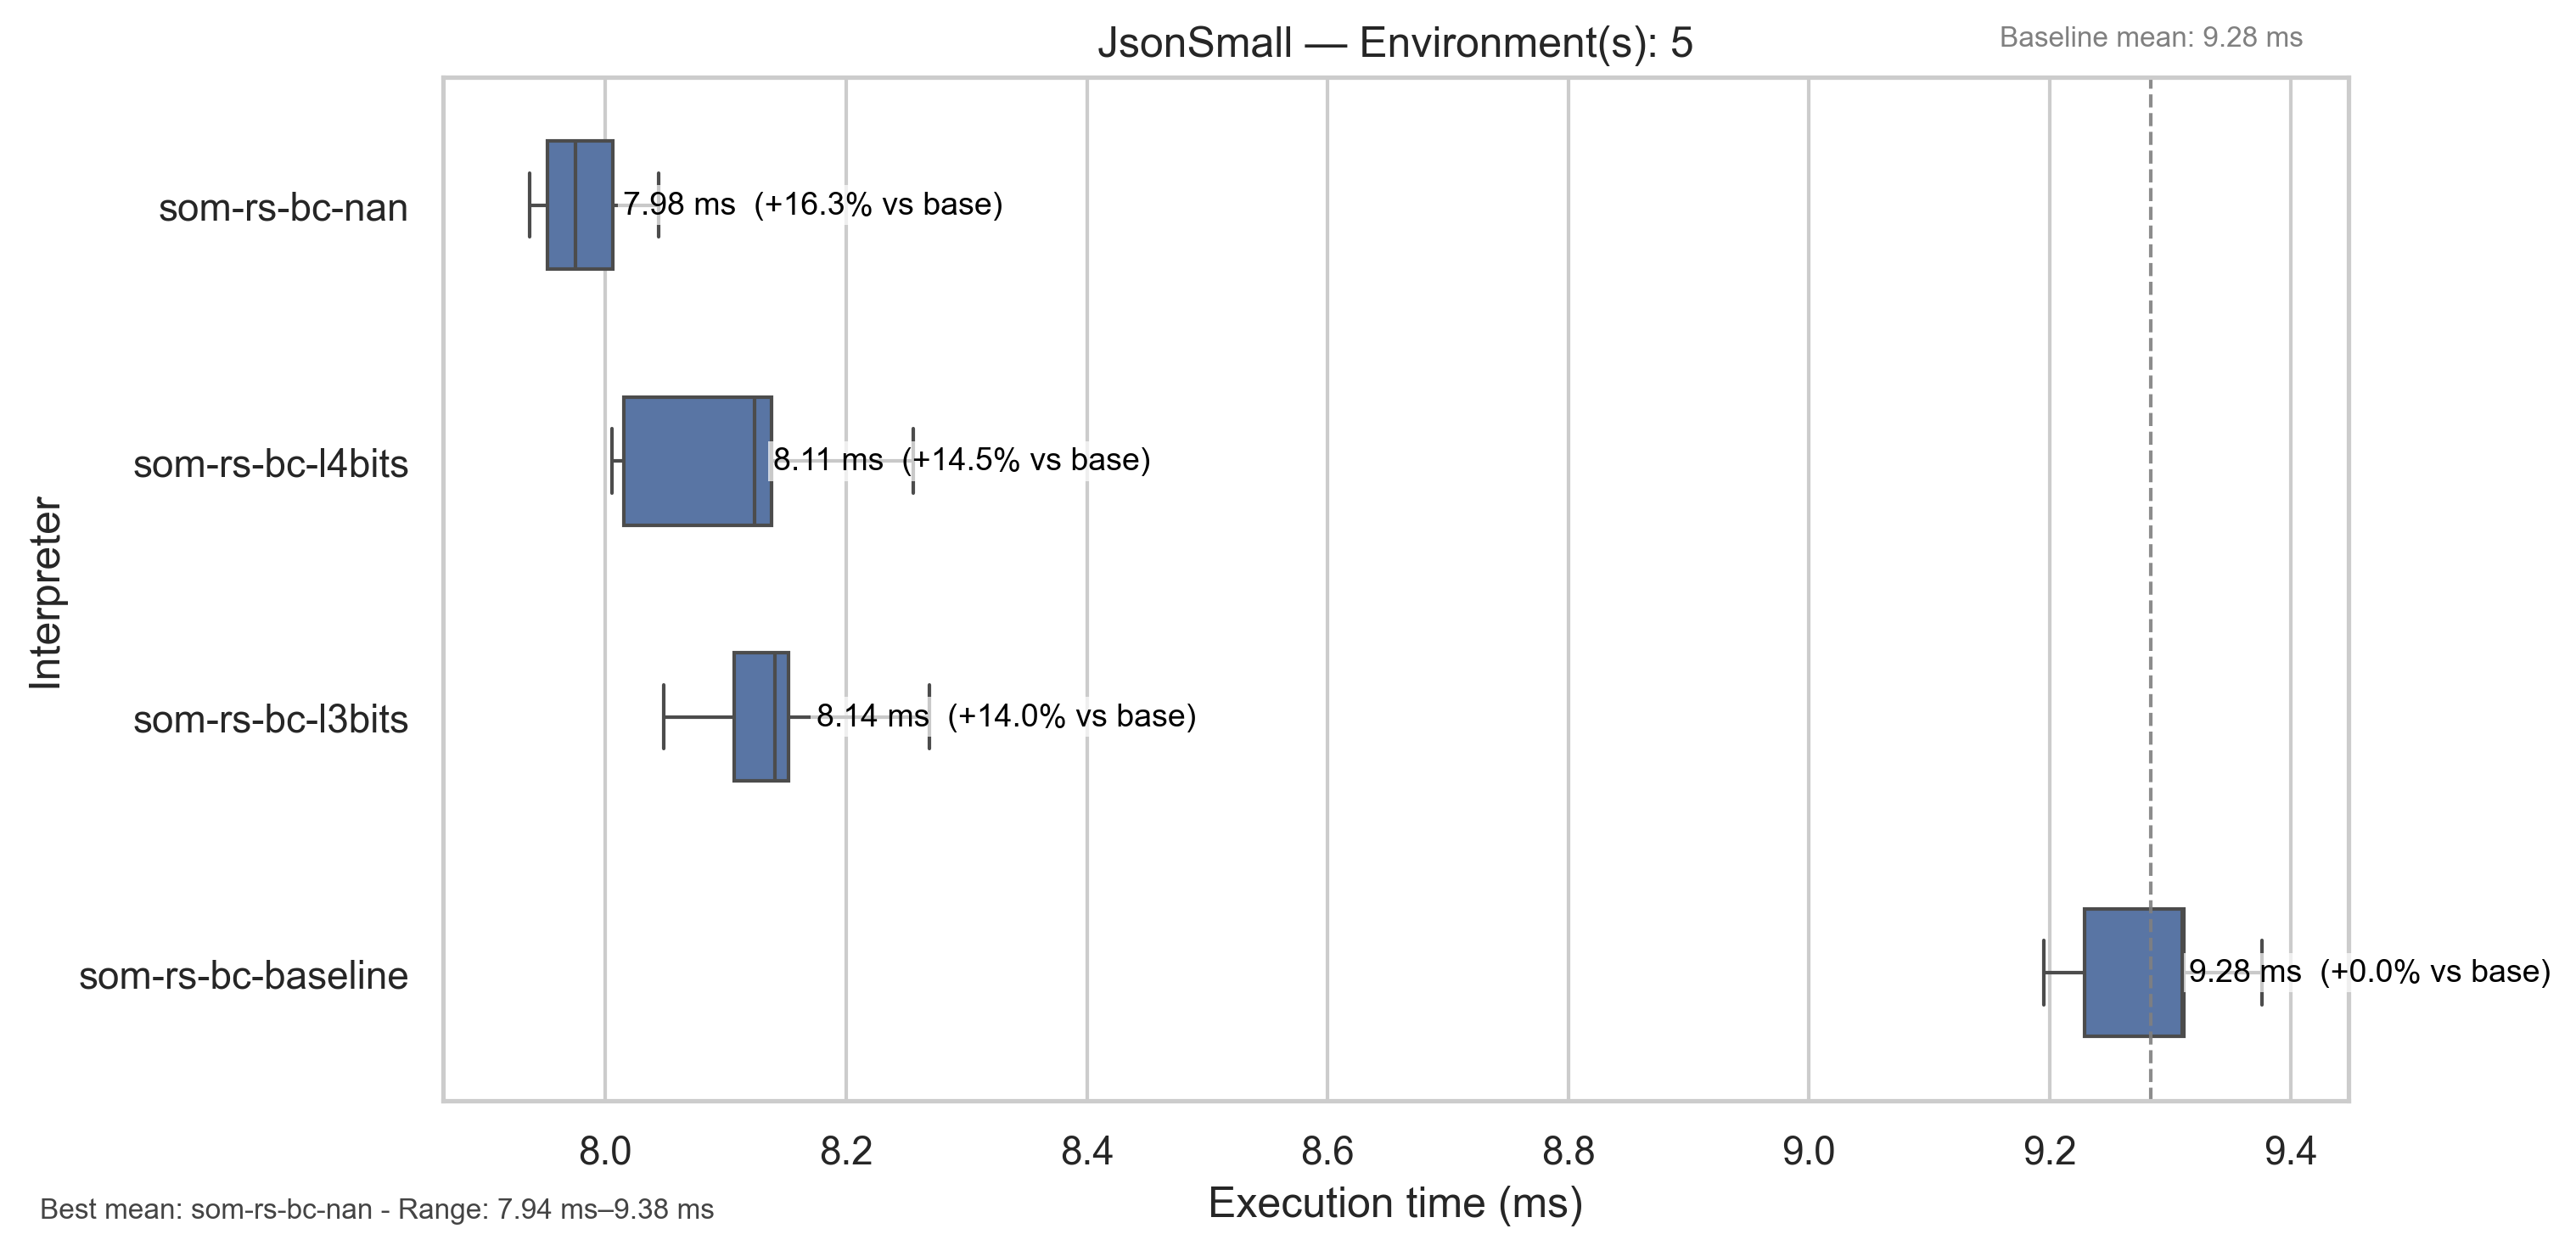 JsonSmall — Environment(s): 5
Baseline mean: 9.28 ms
Interpreter
som-rs-bc-nan
7.98 ms (+16.3% vs base)
som-rs-bc-l4bits
8.11 ms (+14.5% vs base)
som-rs-bc-l3bits
8.14 ms (+14.0% vs base)
som-rs-bc-baseline
9.28 ms (+0.0% vs base)
8.0 8.2 8.4 8.6 8.8 9.0 9.2 9.4
Execution time (ms)
Best mean: som-rs-bc-nan - Range: 7.94 ms–9.38 ms